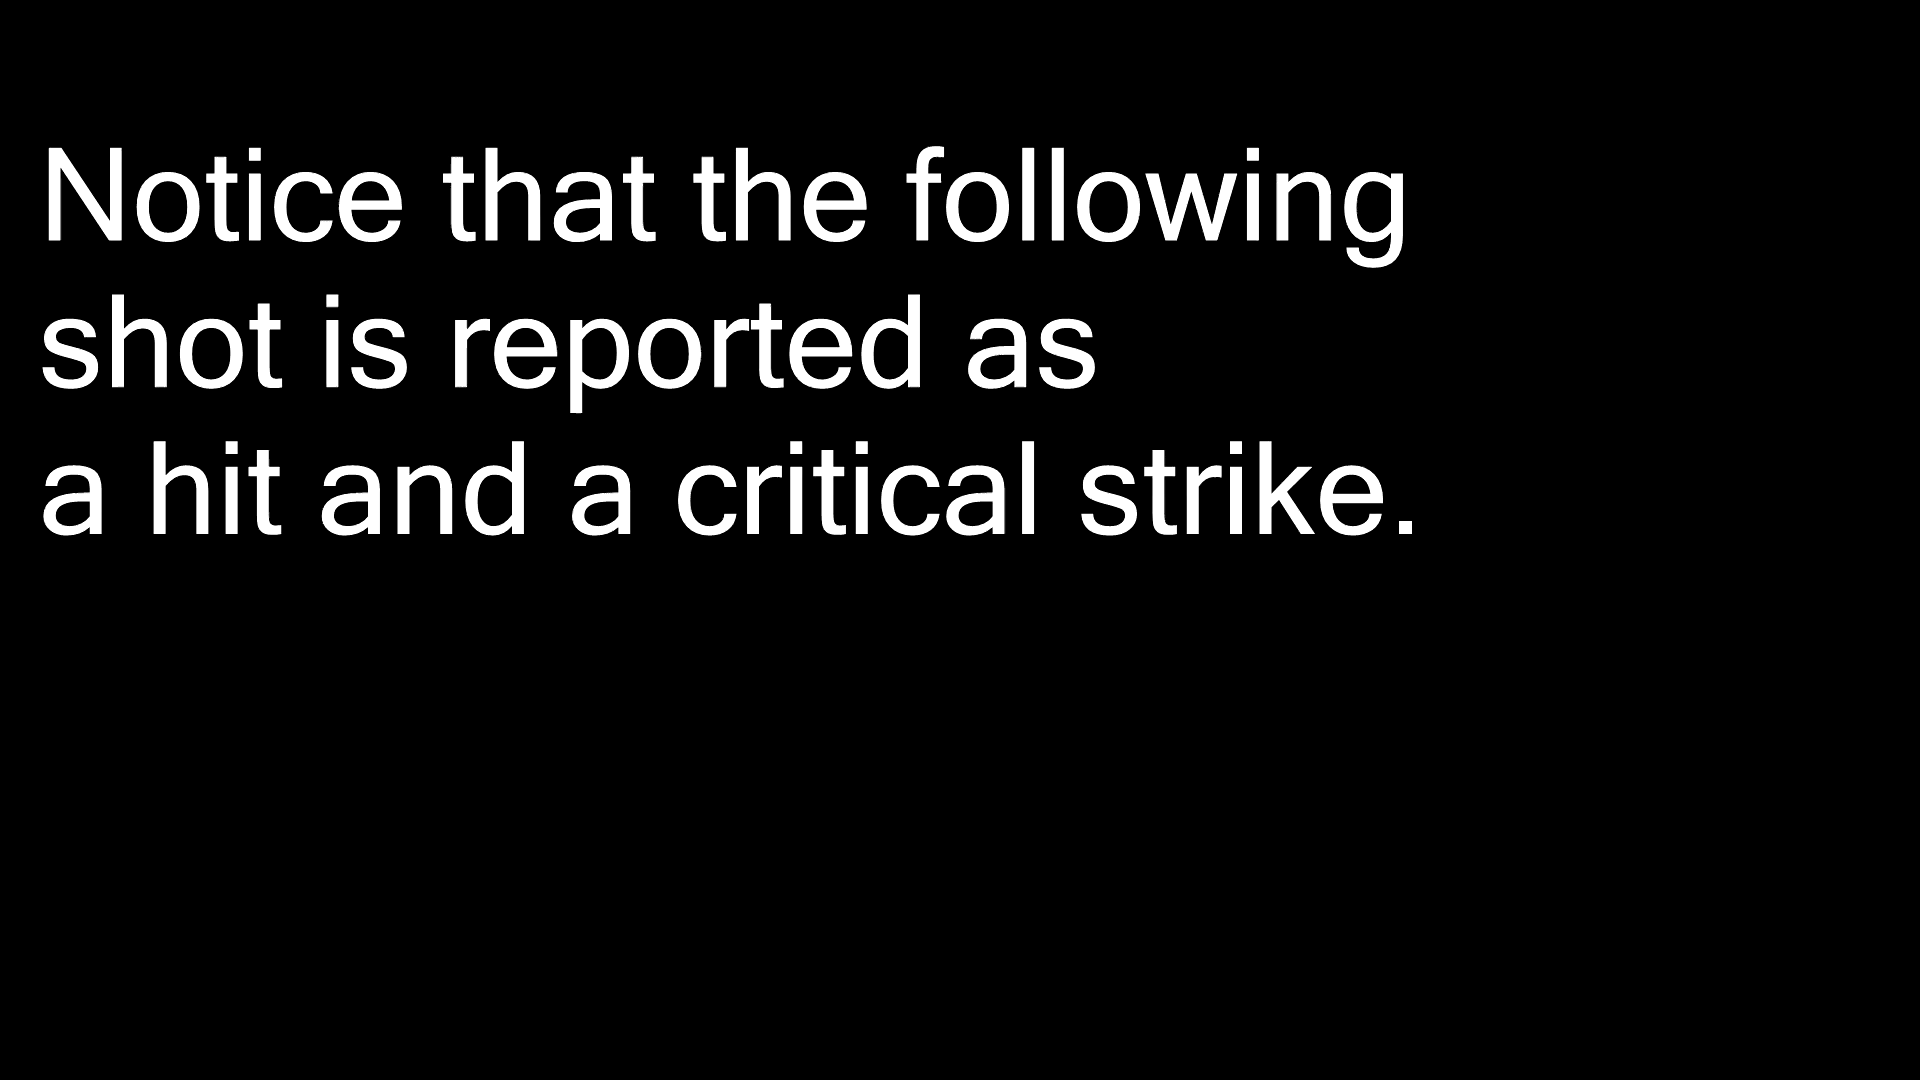 Notice that the following
shot is reported as
a hit and a critical strike.